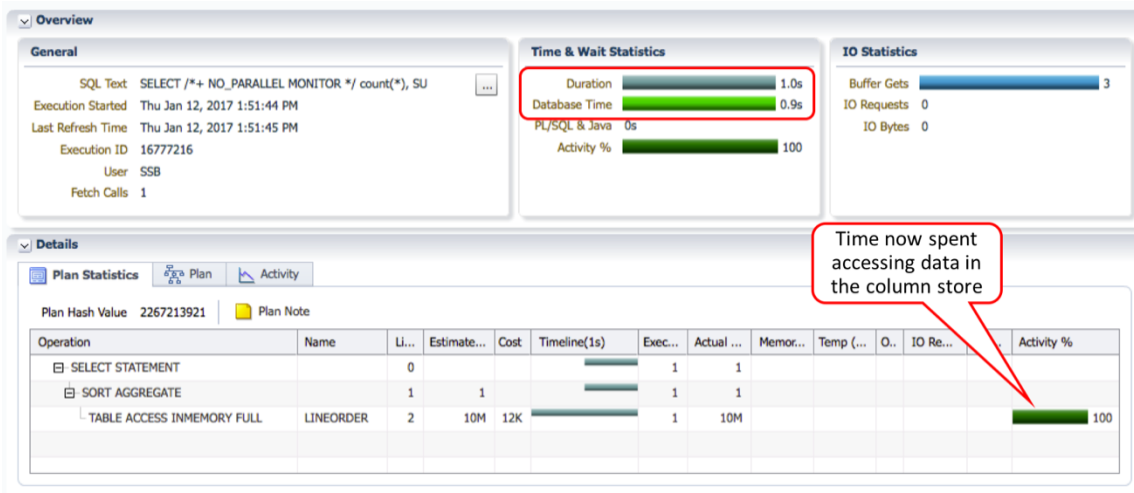 Overview
General
SQL Text SELECT /*+ NO_PARALLEL MONITOR */ count(*), SU ...
Execution Started Thu Jan 12, 2017 1:51:44 PM
Last Refresh Time Thu Jan 12, 2017 1:51:45 PM
Execution ID 16777216
User SSB
Fetch Calls 1
Time & Wait Statistics
Duration 1.0s
Database Time 0.9s
PL/SQL & Java 0s
Activity % 100
IO Statistics
Buffer Gets 3
IO Requests 0
IO Bytes 0
Details
Time now spent
accessing data in
the column store
Plan Statistics Plan Activity
Plan Hash Value 2267213921 Plan Note
Operation Name Li... Estimate... Cost Timeline(1s) Exec... Actual ... Memor... Temp (... O.. IO Re... Activity %
SELECT STATEMENT 0 1 1
SORT AGGREGATE 1 1 1 1
TABLE ACCESS INMEMORY FULL LINEORDER 2 10M 12K 1 10M 100